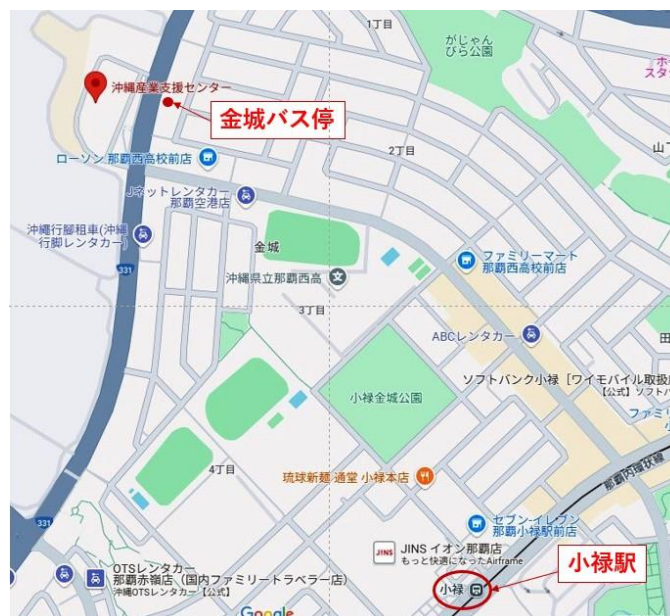 1丁目
がじゃん
びら公園
ホ
スタ
沖縄産業支援センター
金城バス停
山下
2丁目
ローソン 那覇西高校前店
Jネットレンタカー
那覇空港店
沖縄行腳租車(沖縄
行脚レンタカー)
金城
ファミリーマート
那覇西高校前店
331
沖縄県立那覇西高
文
3丁目
ABCレンタカー
田
ソフトバンク小禄 [ワイモバイル取扱
【公式】ソフト
小禄金城公園
ファミリ
小
4丁目
琉球新麺 通堂 小禄本店
那覇内環状線
331
セブン-イレブン
那覇小禄駅前店
JINS
JINS イオン那覇店
もっと快適になったAirframe
小禄駅
OTSレンタカー
那覇赤嶺店(国内ファミリートラベラー店)
沖縄OTSレンタカー【公式】
小禄
Google